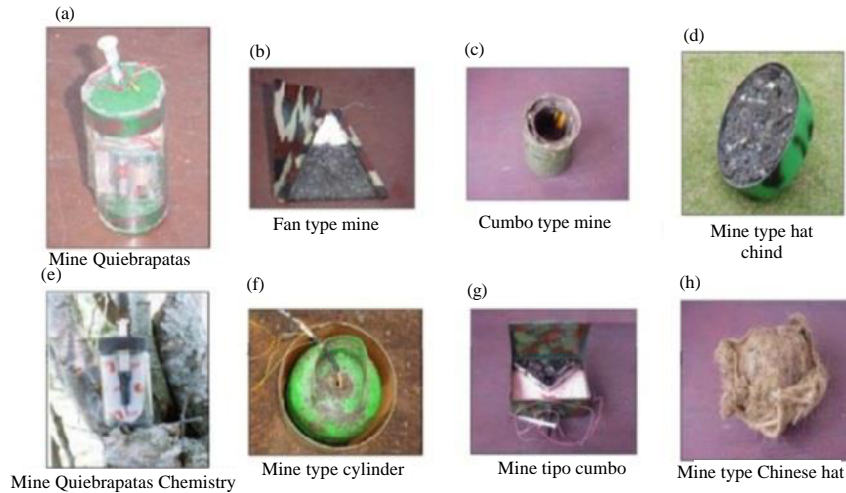 (a)
(b)
(c)
(d)
Mine Quiebrapatas
Fan type mine
Cumbo type mine
Mine type hat
chind
(e)
(f)
(g)
(h)
Mine Quiebrapatas Chemistry
Mine type cylinder
Mine tipo cumbo
Mine type Chinese hat